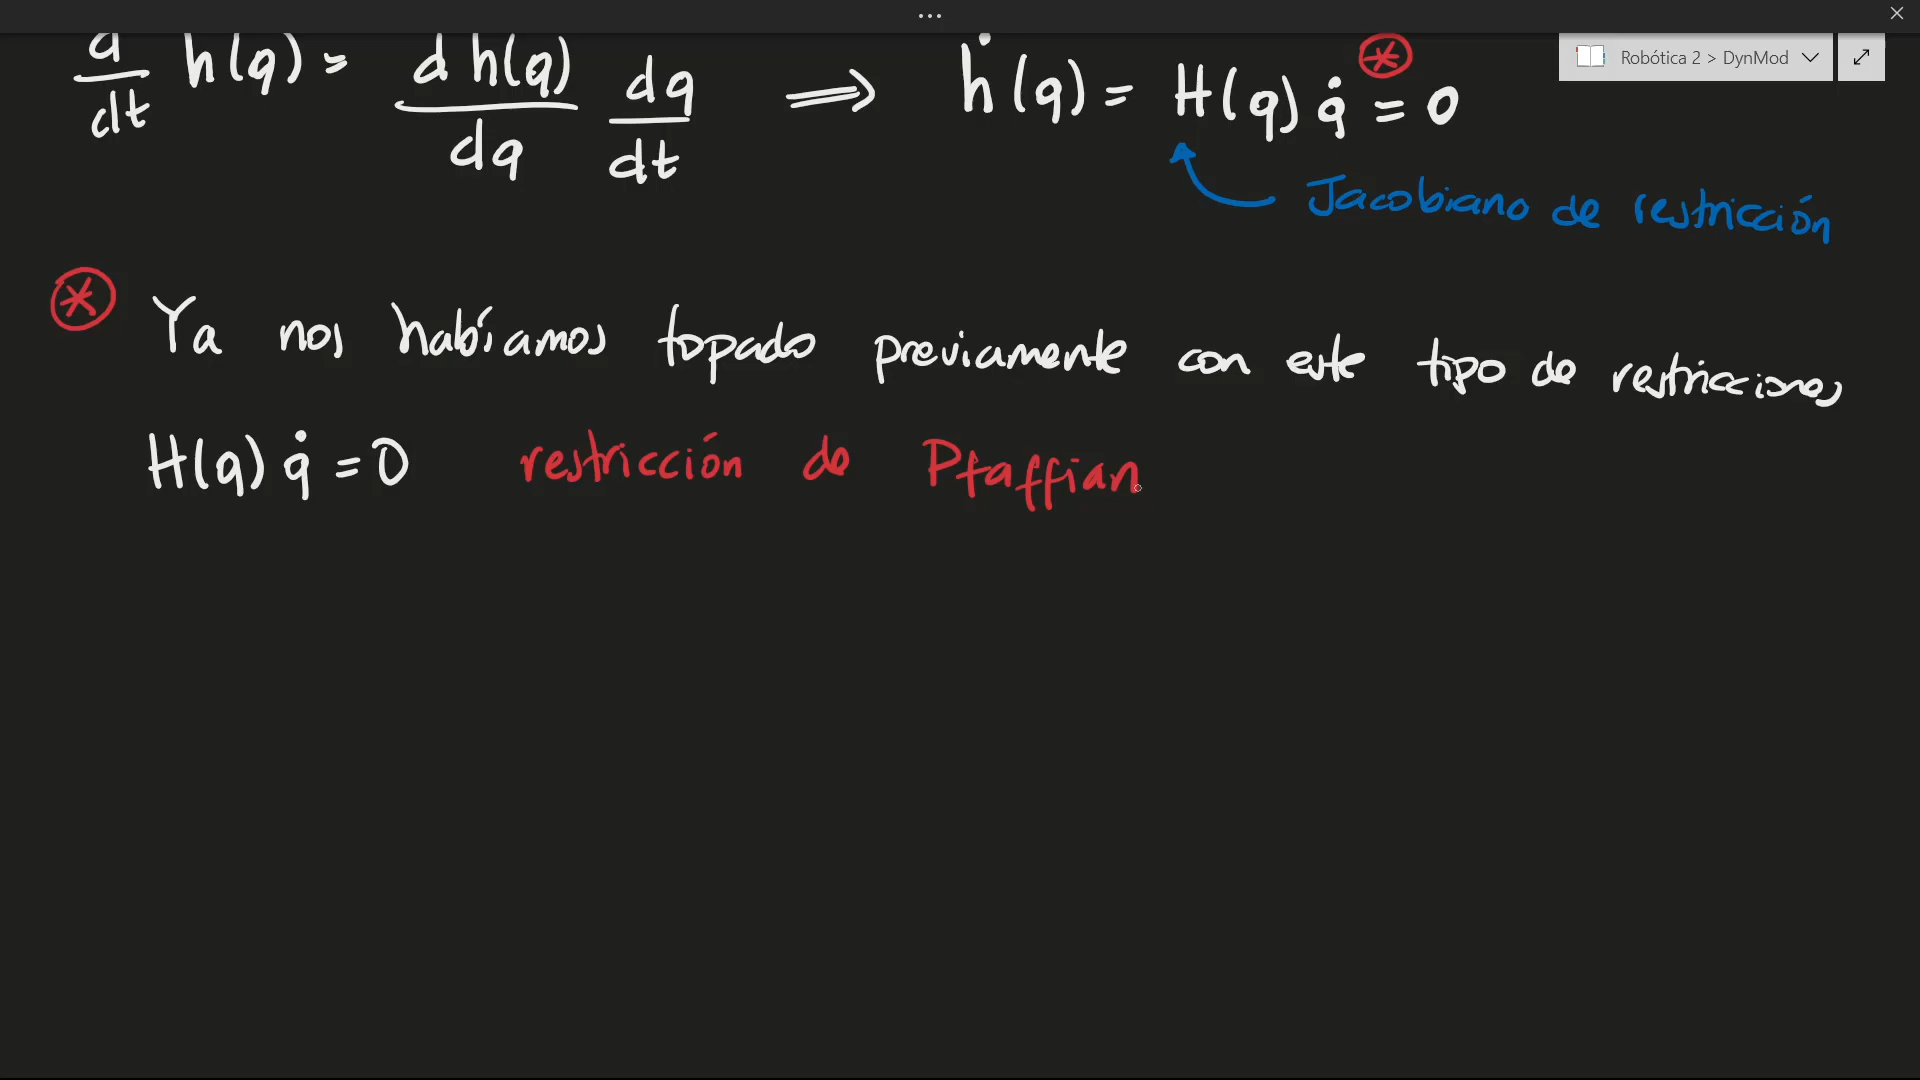 ...
Robótica 2 > DynMod
d/dt h(q) = d h(q)/dq dq/dt ⟹ ḣ(q) = H(q) q̇ = 0 ⊛
Jacobiano de restricción
⊛ Ya nos habíamos topado previamente con este tipo de restricciones
H(q) q̇ = 0 restricción de Pfaffian